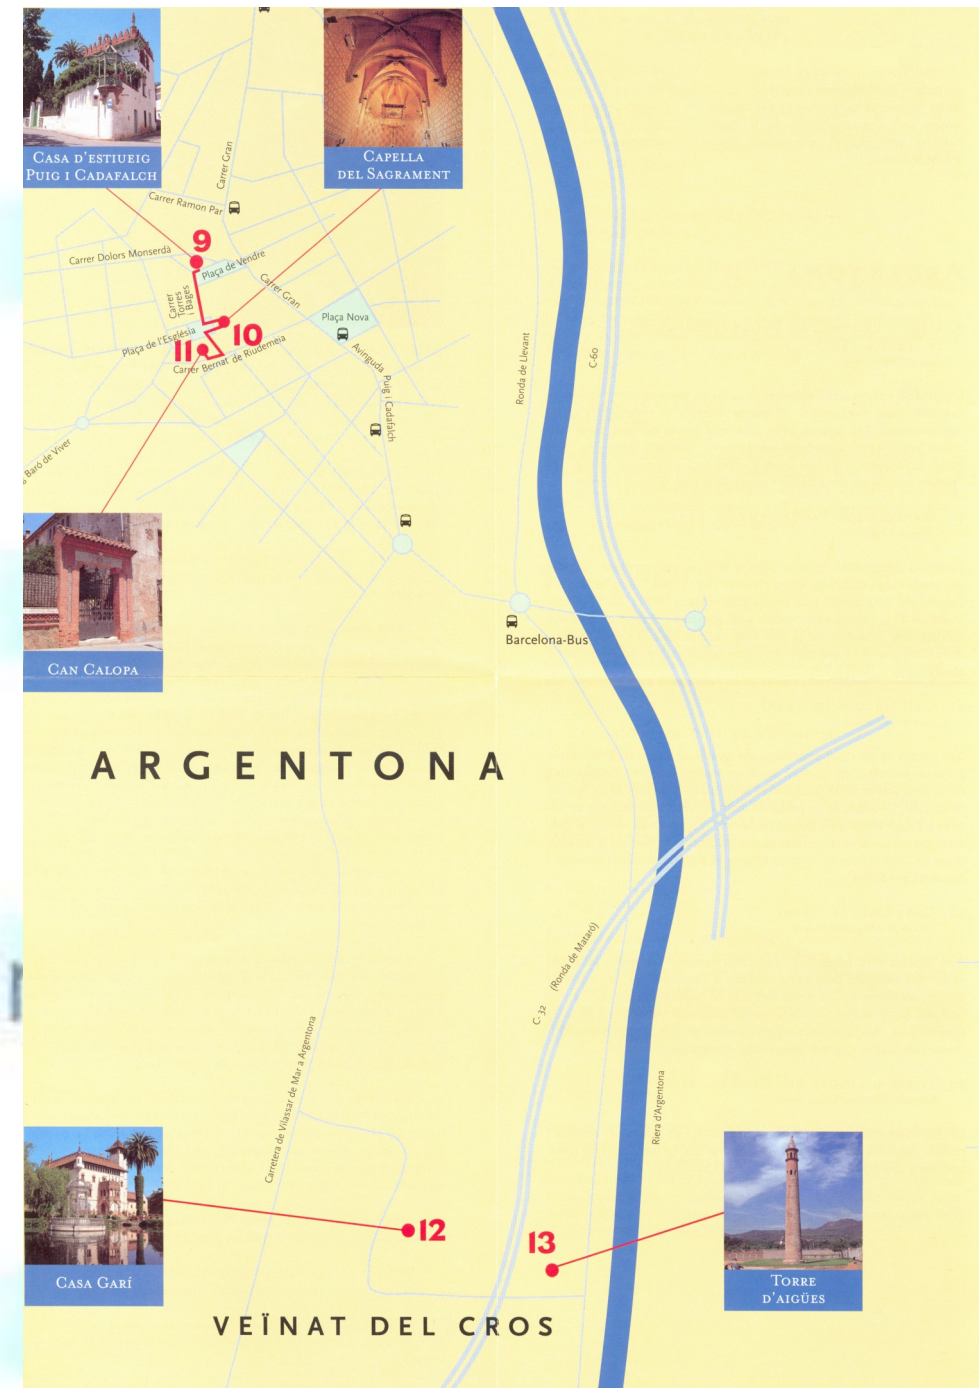 CASA D'ESTIUEIG
PUIG I CADAFALCH
CAPELLA
DEL SAGRAMENT
Carrer Gran
Carrer Ramon Par
9
Carrer Dolors Monserdà
Plaça de Vendre
Carrer
Torres
i Bages
Carrer Gran
Plaça Nova
10
Plaça de l'Església
11
Carrer Bernat de Riudemeia
Avinguda Puig i Cadafalch
Ronda de Llevant
C-60
Baró de Viver
Barcelona-Bus
CAN CALOPA
ARGENTONA
C-32 (Ronda de Mataró)
Carretera de Vilassar de Mar a Argentona
Riera d'Argentona
12
13
CASA GARÍ
TORRE
D'AIGÜES
VEÏNAT DEL CROS